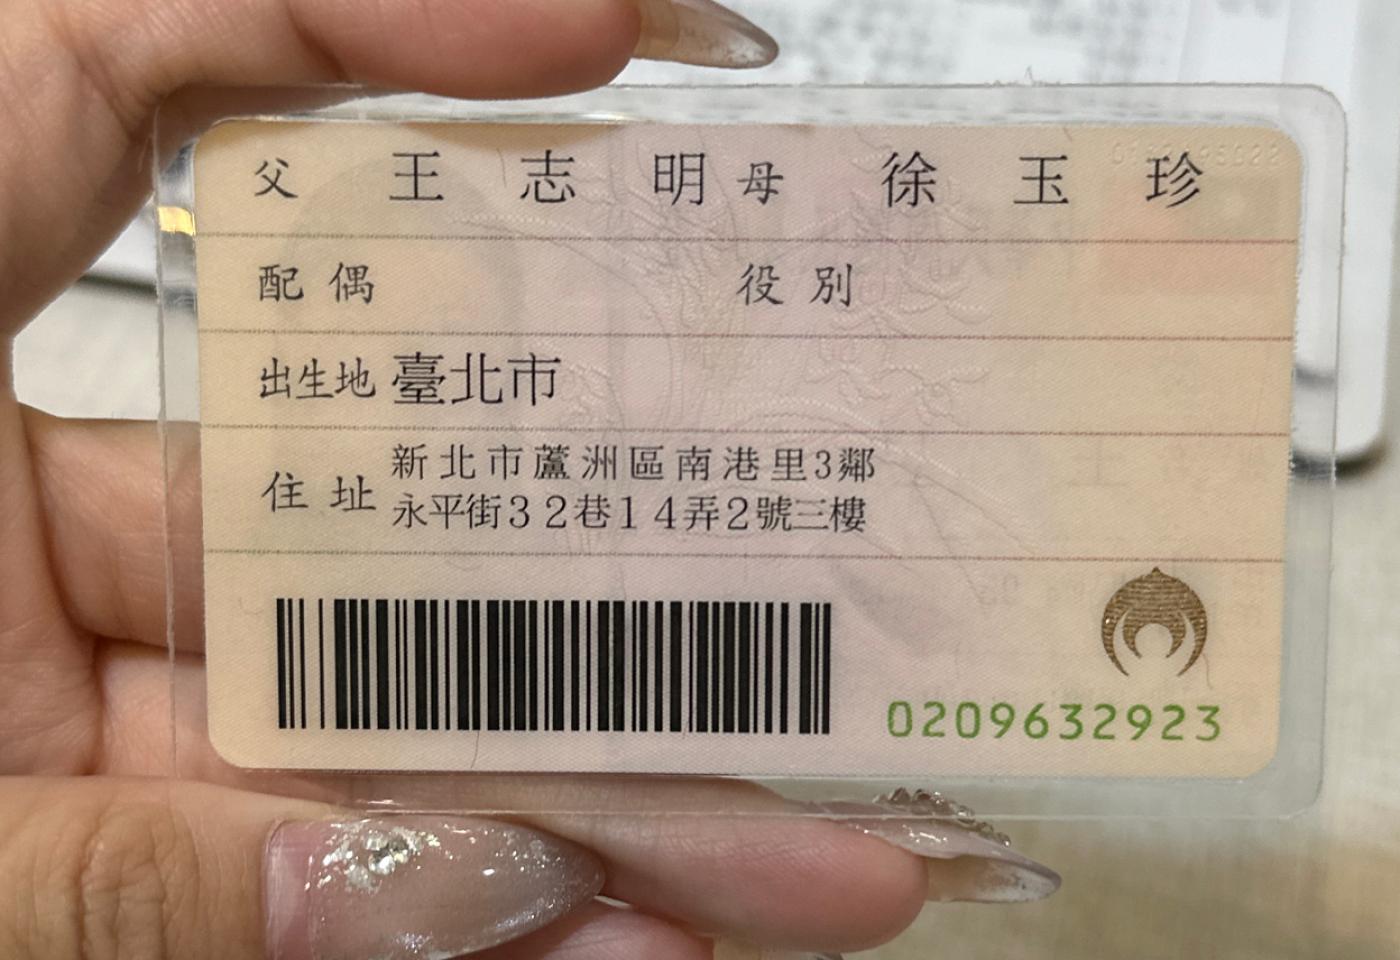 父 王志明 母 徐玉珍
配偶 役別
出生地 臺北市
住址 新北市蘆洲區南港里3鄰
永平街32巷14弄2號三樓
0209632923